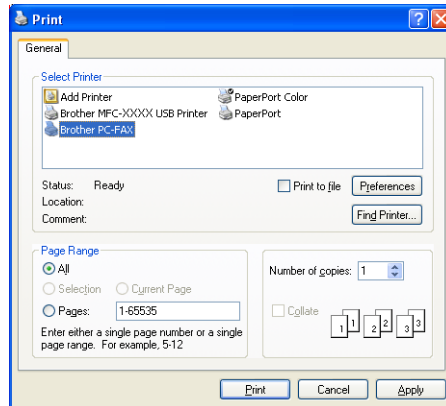 Print
General
Select Printer
Add Printer
PaperPort Color
Brother MFC-XXXX USB Printer
PaperPort
Brother PC-FAX
Status: Ready
Print to file
Preferences
Location:
Comment:
Find Printer...
Page Range
All
Selection
Current Page
Pages: 1-65535
Enter either a single page number or a single
page range. For example, 5-12
Number of copies: 1
Collate
1 1 2 2 3 3
Print
Cancel
Apply